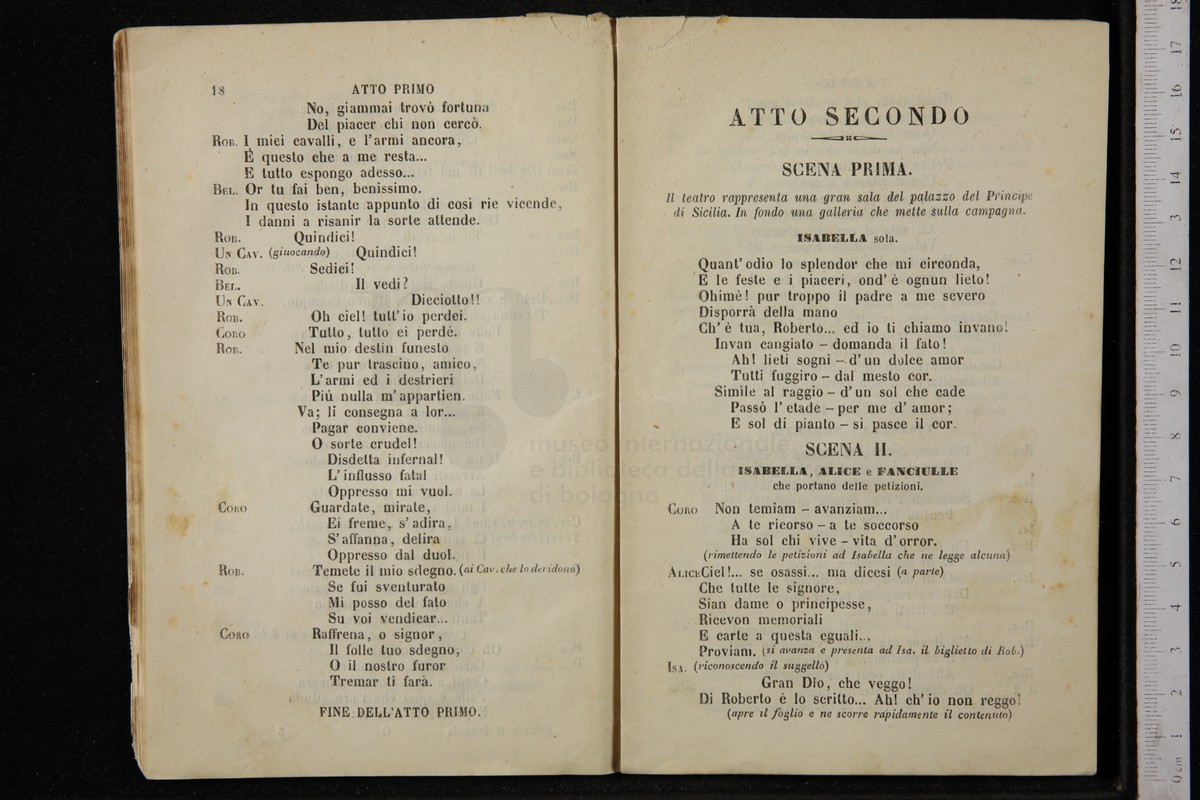 18 ATTO PRIMO
No, giammai trovò fortuna
Del piacer chi non cercò.
Rob. I miei cavalli, e l'armi ancora,
È questo che a me resta...
E tutto espongo adesso...
Bel. Or tu fai ben, benissimo.
In questo istante appunto di così rie vicende,
I danni a risanir la sorte attende.
Rob. Quindici!
Un Cav. (giuocando) Quindici!
Rob. Sedici!
Bel. Il vedi?
Un Cav. Dieciotto!!
Rob. Oh ciel! tutt'io perdei.
Coro Tutto, tutto ei perdè.
Rob. Nel mio destin funesto
Te pur trascino, amico,
L'armi ed i destrieri
Più nulla m'appartien.
Va; li consegna a lor...
Pagar conviene.
O sorte crudel!
Disdetta infernal!
L'influsso fatal
Oppresso mi vuol.
Coro Guardate, mirate,
Ei freme, s'adira,
S'affanna, delira
Oppresso dal duol.
Rob. Temete il mio sdegno. (ai Cav. che lo deridono)
Se fui sventurato
Mi posso del fato
Su voi vendicar...
Coro Raffrena, o signor,
Il folle tuo sdegno,
O il nostro furor
Tremar ti farà.
FINE DELL'ATTO PRIMO.
ATTO SECONDO
SCENA PRIMA.
Il teatro rappresenta una gran sala del palazzo del Principe
di Sicilia. In fondo una galleria che mette sulla campagna.
ISABELLA sola.
Quant'odio lo splendor che mi circonda,
E le feste e i piaceri, ond'è ognun lieto!
Ohimè! pur troppo il padre a me severo
Disporrà della mano
Ch'è tua, Roberto... ed io ti chiamo invano!
Invan cangiato – domanda il fato!
Ah! lieti sogni – d'un dolce amor
Tutti fuggiro – dal mesto cor.
Simile al raggio – d'un sol che cade
Passò l'etade – per me d'amor;
E sol di pianto – si pasce il cor.
SCENA II.
ISABELLA, ALICE e FANCIULLE
che portano delle petizioni.
Coro Non temiam – avanziam...
A te ricorso – a te soccorso
Ha sol chi vive – vita d'orror.
(rimettendo le petizioni ad Isabella che ne legge alcuna)
Alice Ciel!... se osassi... ma dicesi (a parte)
Che tutte le signore,
Sian dame o principesse,
Ricevon memoriali
E carte a questa eguali...
Proviam. (si avanza e presenta ad Isa. il biglietto di Rob.)
Isa. (riconoscendo il suggello)
Gran Dio, che veggo!
Di Roberto è lo scritto... Ah! ch'io non reggo!
(apre il foglio e ne scorre rapidamente il contenuto)
museo internazionale
e biblioteca della
di bologna